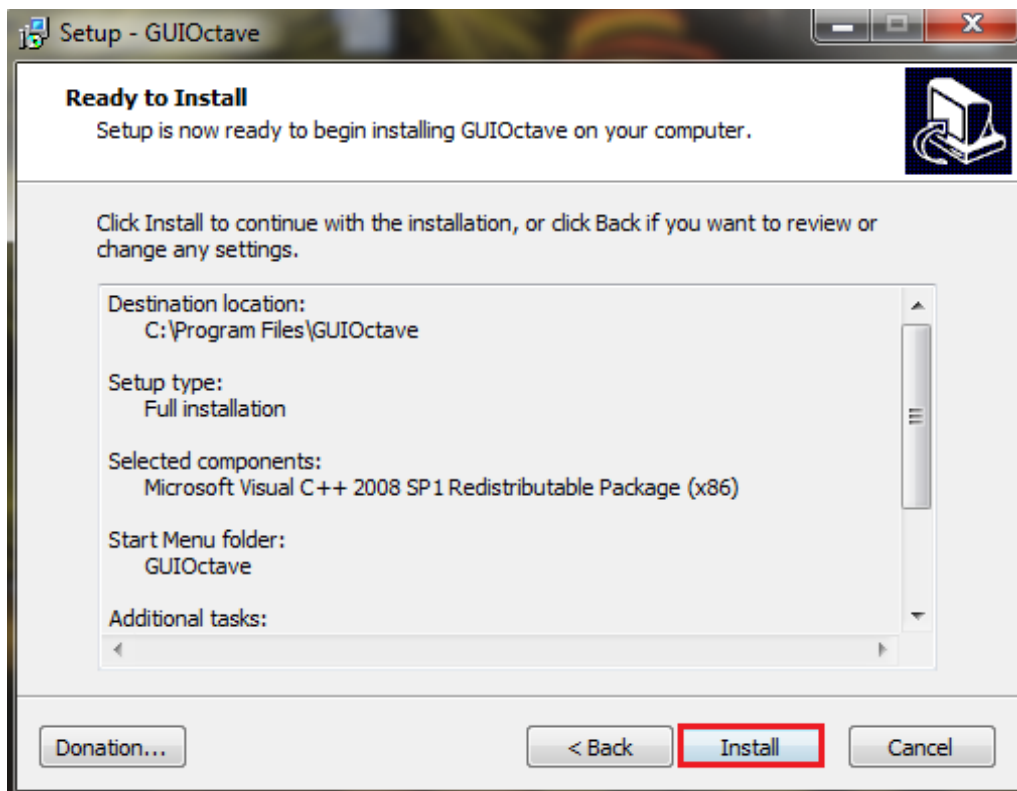 Setup - GUIOctave
Ready to Install
Setup is now ready to begin installing GUIOctave on your computer.
Click Install to continue with the installation, or click Back if you want to review or
change any settings.
Destination location:
C:\Program Files\GUIOctave
Setup type:
Full installation
Selected components:
Microsoft Visual C++ 2008 SP1 Redistributable Package (x86)
Start Menu folder:
GUIOctave
Additional tasks:
Donation...
< Back
Install
Cancel